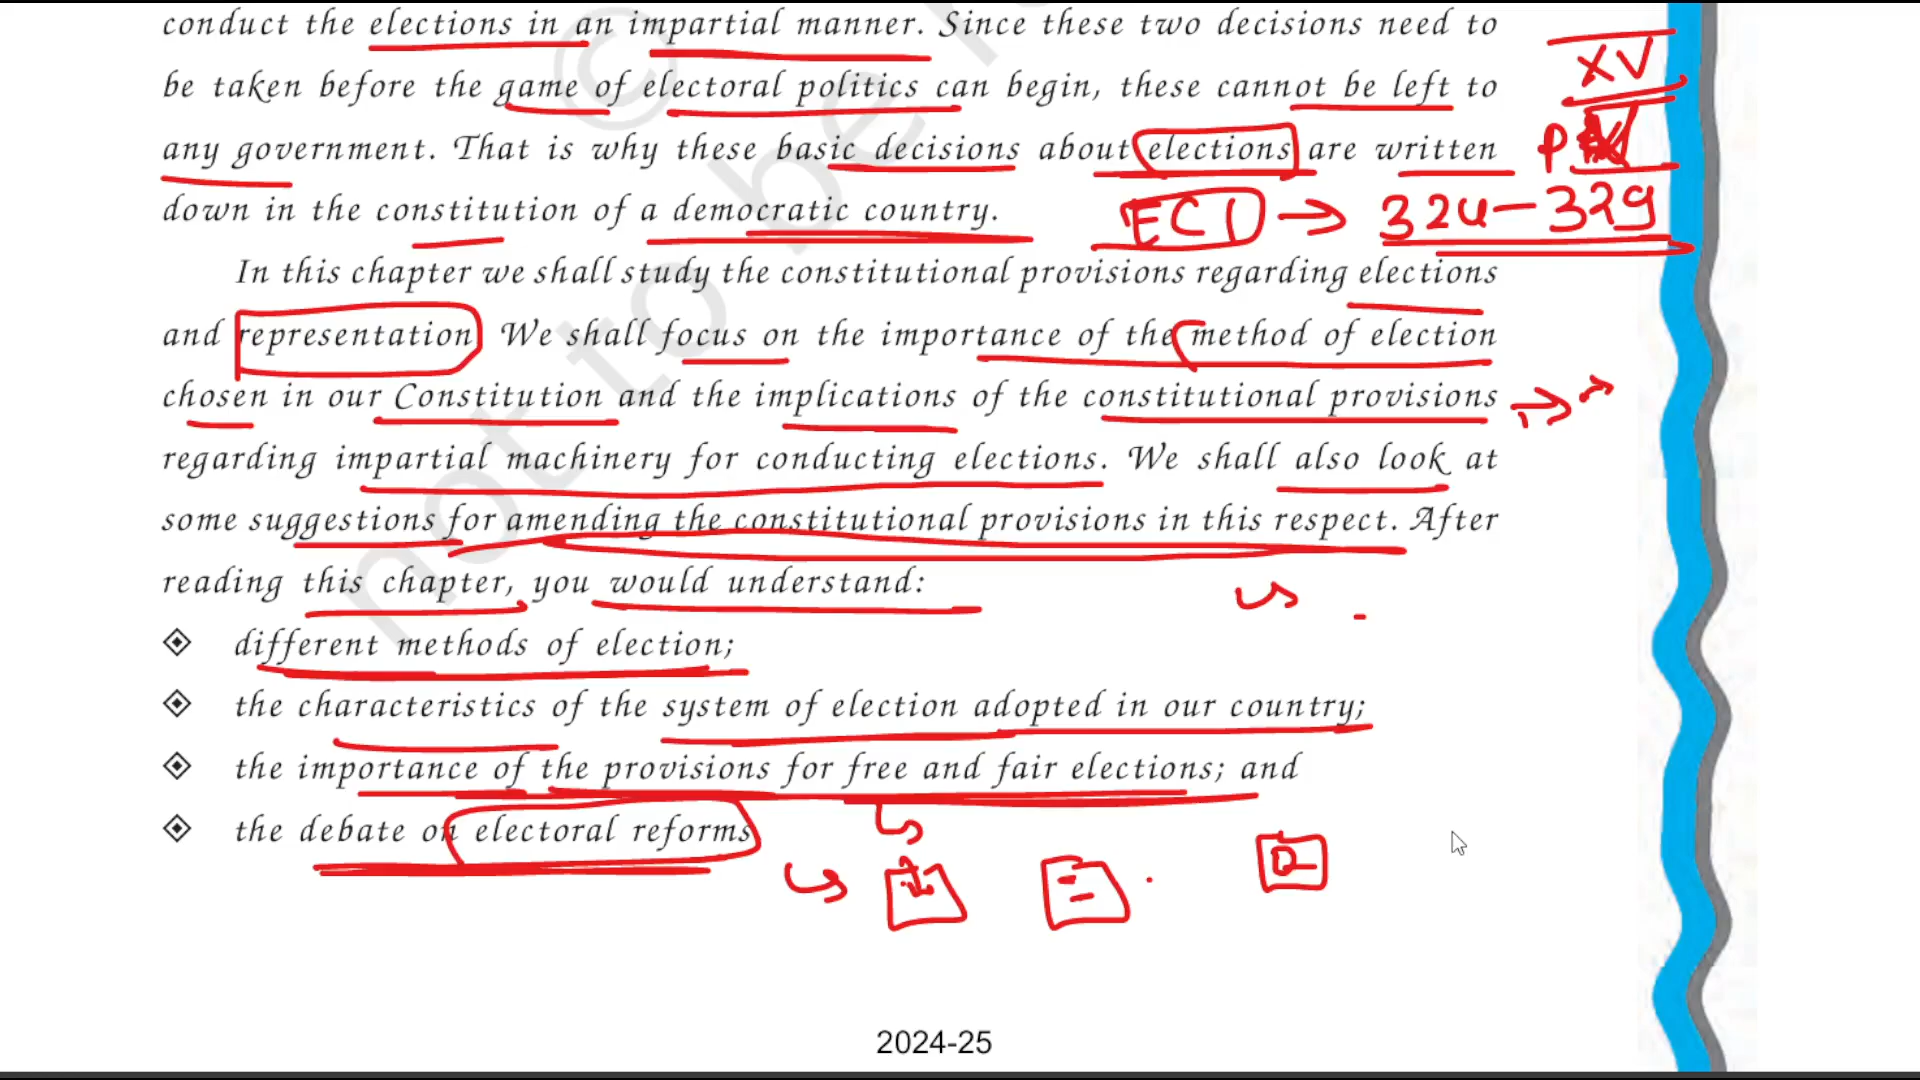 conduct the elections in an impartial manner. Since these two decisions need to
be taken before the game of electoral politics can begin, these cannot be left to
any government. That is why these basic decisions about elections are written
down in the constitution of a democratic country.
XV
P
ECI → 324-329
In this chapter we shall study the constitutional provisions regarding elections
and representation. We shall focus on the importance of the method of election
chosen in our Constitution and the implications of the constitutional provisions
regarding impartial machinery for conducting elections. We shall also look at
some suggestions for amending the constitutional provisions in this respect. After
reading this chapter, you would understand:
different methods of election;
the characteristics of the system of election adopted in our country;
the importance of the provisions for free and fair elections; and
the debate on electoral reforms
© not to be
2024-25